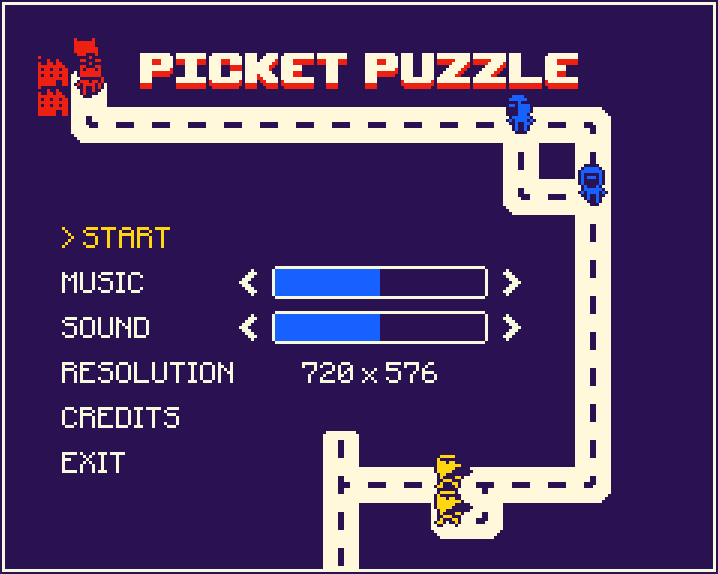 PICKET PUZZLE
> START
MUSIC
SOUND
RESOLUTION 720 x 576
CREDITS
EXIT